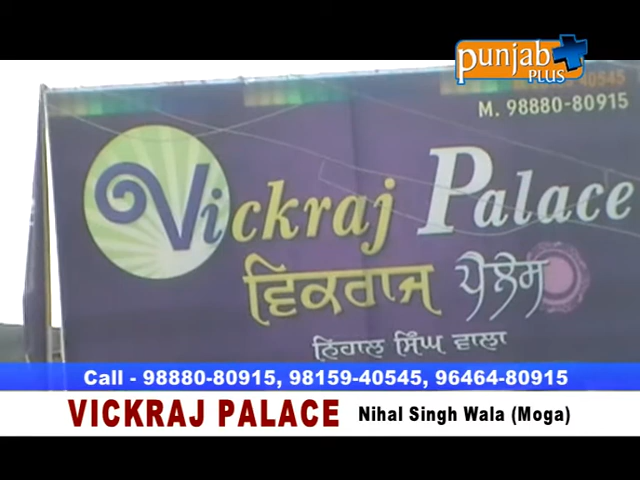 punjab
PLUS
40545
M. 98880-80915
Vickraj Palace
ਵਿਕਰਾਜ ਪੈਲੇਸ
ਨਿਹਾਲ ਸਿੰਘ ਵਾਲਾ
Call - 98880-80915, 98159-40545, 96464-80915
VICKRAJ PALACE Nihal Singh Wala (Moga)